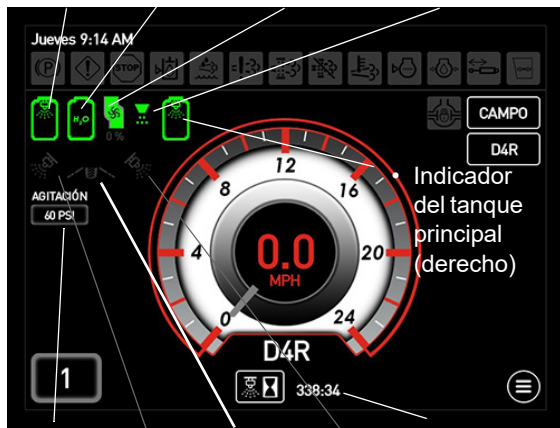 Jueves 9:14 AM
(P)
STOP
H₂O
0 %
CAMPO
D4R
AGITACIÓN
60 PSI
Indicador
del tanque
principal
(derecho)
0
4
8
12
16
20
24
0.0
MPH
D4R
1
338:34